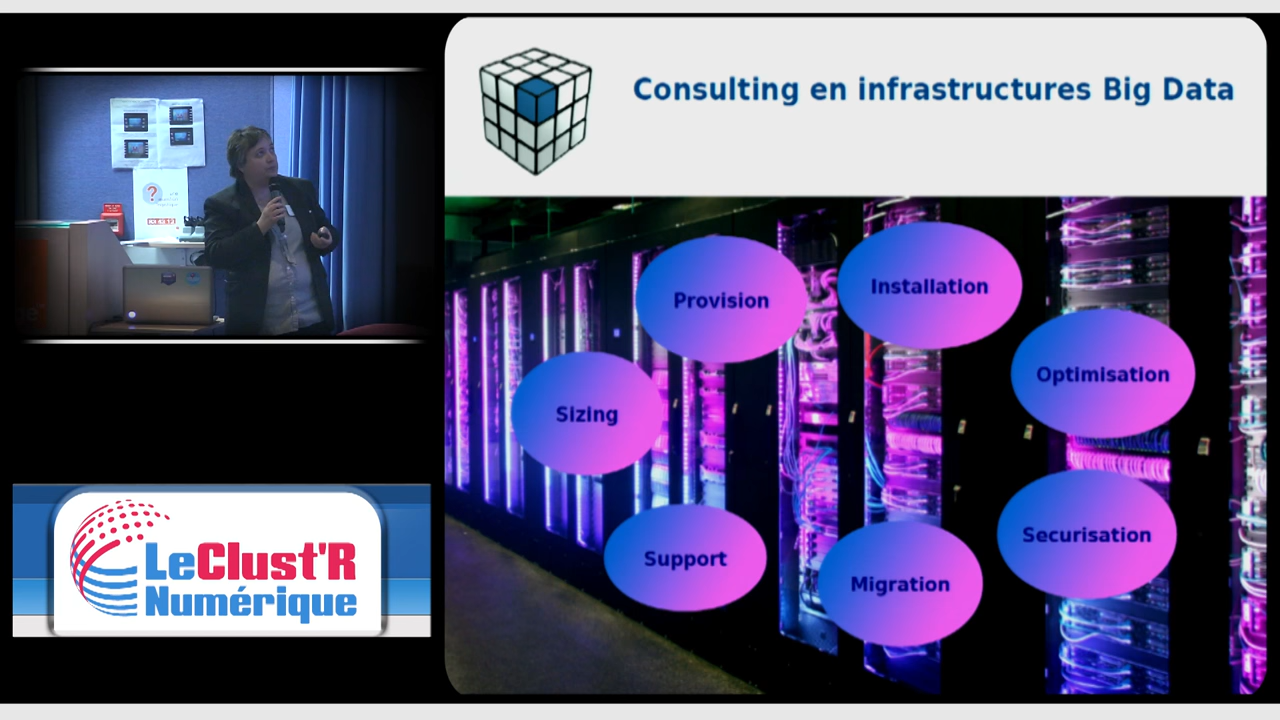 Consulting en infrastructures Big Data
Provision
Installation
Optimisation
Sizing
Securisation
Support
Migration
?
LeClust'R
Numérique